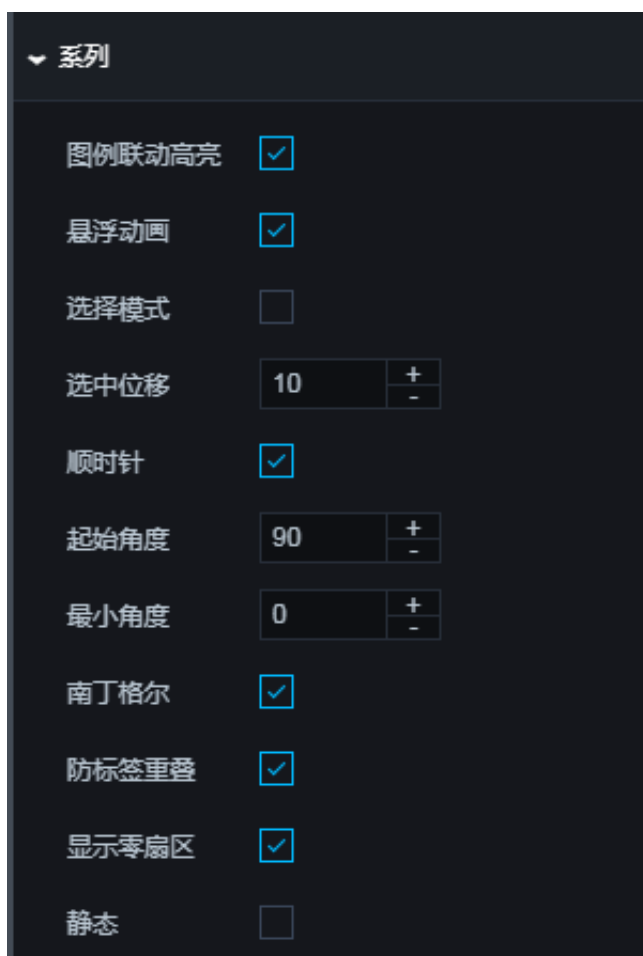 系列
图例联动高亮
悬浮动画
选择模式
选中位移 10 + -
顺时针
起始角度 90 + -
最小角度 0 + -
南丁格尔
防标签重叠
显示零扇区
静态